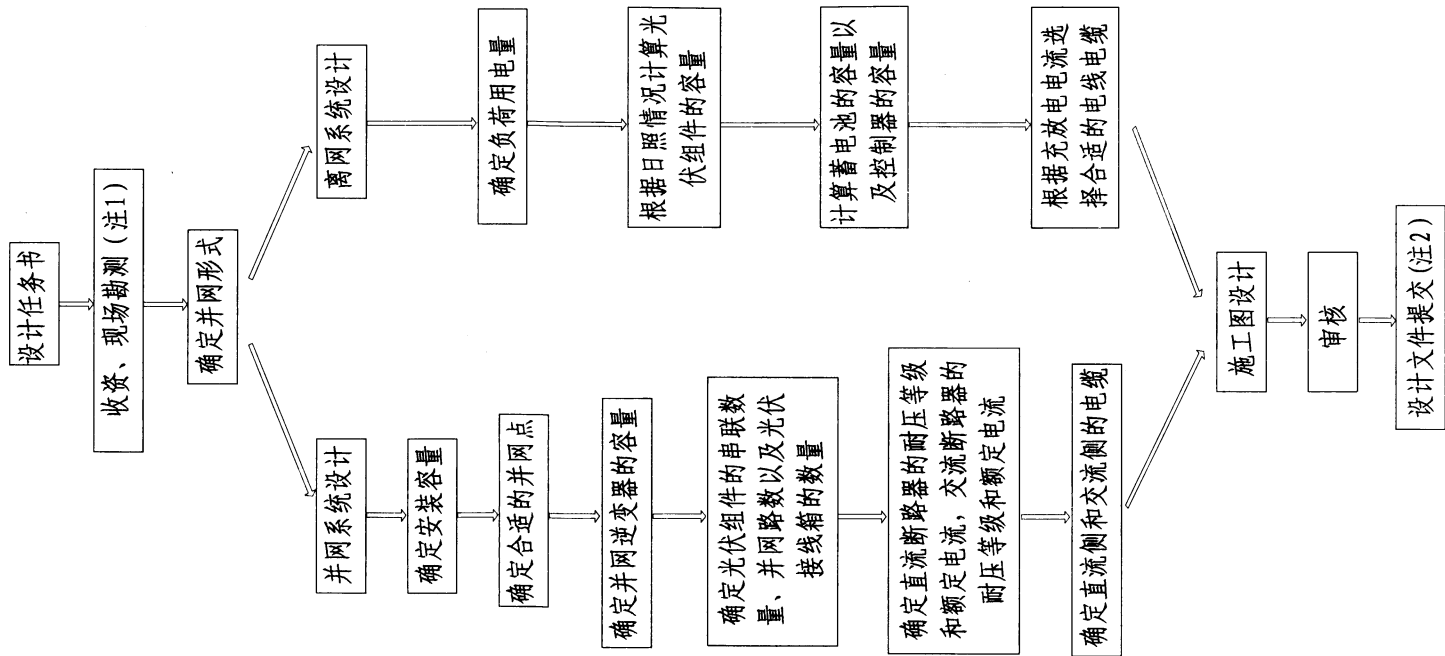 设计任务书
收资、现场勘测(注1)
确定并网形式
并网系统设计
确定安装容量
确定合适的并网点
确定并网逆变器的容量
确定光伏组件的串联数
量、并网路数以及光伏
接线箱的数量
确定直流断路器的耐压等级
和额定电流，交流断路器的
耐压等级和额定电流
确定直流侧和交流侧的电缆
离网系统设计
确定负荷用电量
根据日照情况计算光
伏组件的容量
计算蓄电池的容量以
及控制器的容量
根据充放电电流选
择合适的电线电缆
施工图设计
审核
设计文件提交(注2)